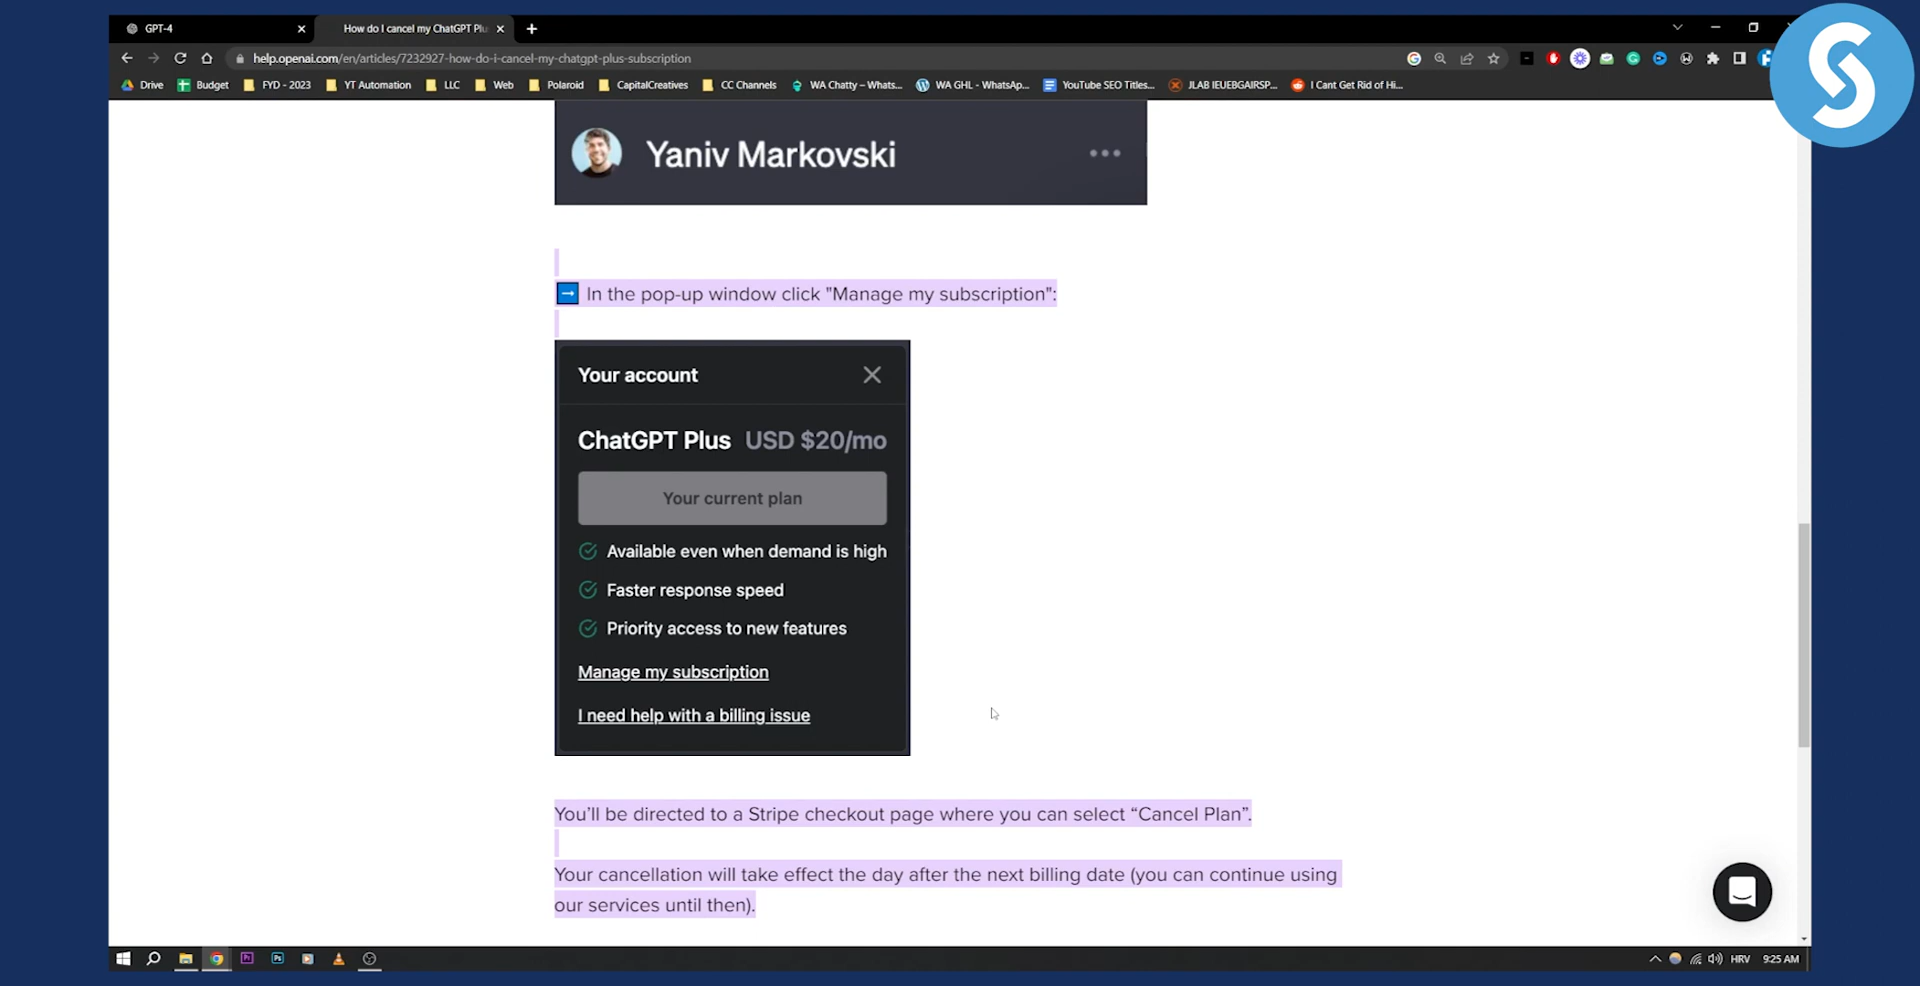 GPT-4
How do I cancel my ChatGPT Plu
help.openai.com/en/articles/7232927-how-do-i-cancel-my-chatgpt-plus-subscription
Drive Budget FYD - 2023 YT Automation LLC Web Polaroid CapitalCreatives CC Channels WA Chatty – Whats... WA GHL - WhatsAp... YouTube SEO Titles... JLAB IEUEBGAIRSP... I Cant Get Rid of Hi...
Yaniv Markovski
In the pop-up window click "Manage my subscription":
Your account
ChatGPT Plus USD $20/mo
Your current plan
Available even when demand is high
Faster response speed
Priority access to new features
Manage my subscription
I need help with a billing issue
You’ll be directed to a Stripe checkout page where you can select “Cancel Plan”.
Your cancellation will take effect the day after the next billing date (you can continue using
our services until then).
HRV 9:25 AM